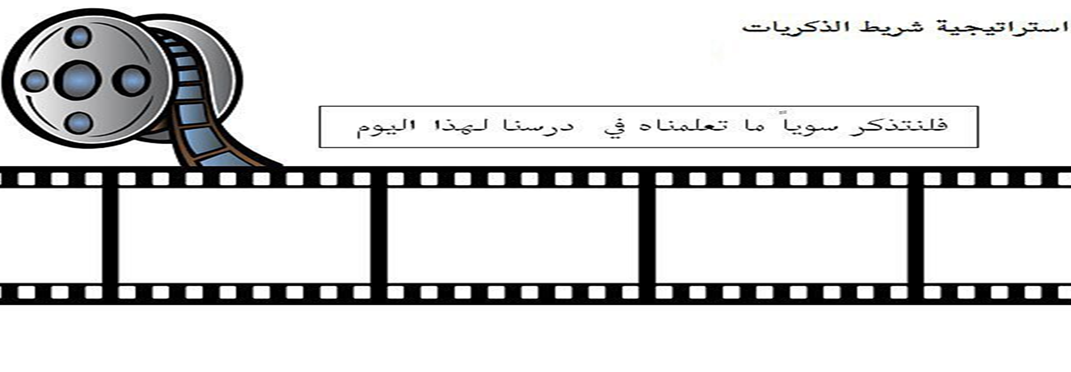 استراتيجية شريط الذكريات
فلنتذكر سوياً ما تعلمناه في درسنا لهذا اليوم